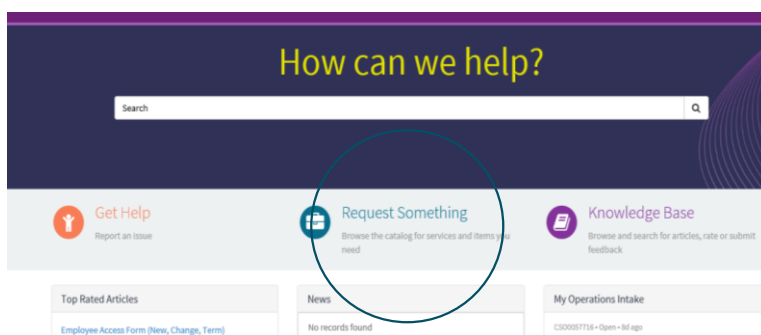 How can we help?
Search
Get Help
Report an issue
Request Something
Browse the catalog for services and items you
need
Knowledge Base
Browse and search for articles, rate or submit
feedback
Top Rated Articles
News
My Operations Intake
Employee Access Form (New, Change, Term)
No records found
CS00057716 • Open • 8d ago